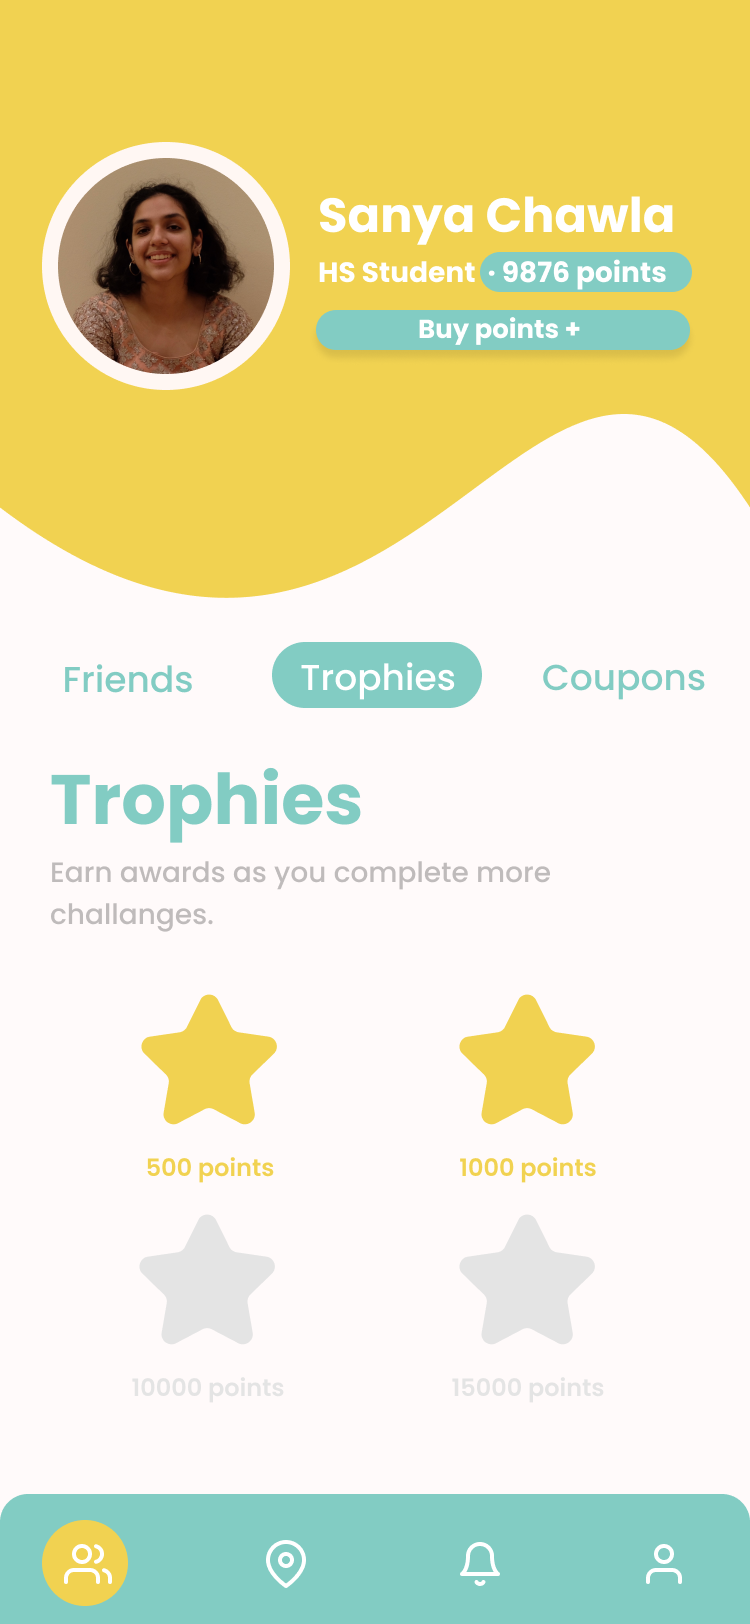 Sanya Chawla
HS Student · 9876 points
Buy points +
Friends Trophies Coupons
Trophies
Earn awards as you complete more
challanges.
500 points 1000 points
10000 points 15000 points